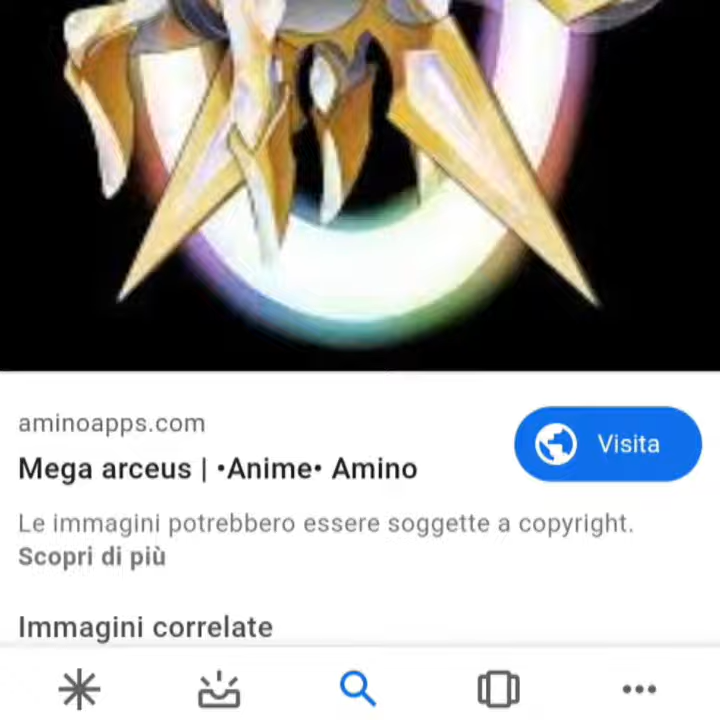 aminoapps.com
Visita
Mega arceus | •Anime• Amino
Le immagini potrebbero essere soggette a copyright.
Scopri di più
Immagini correlate